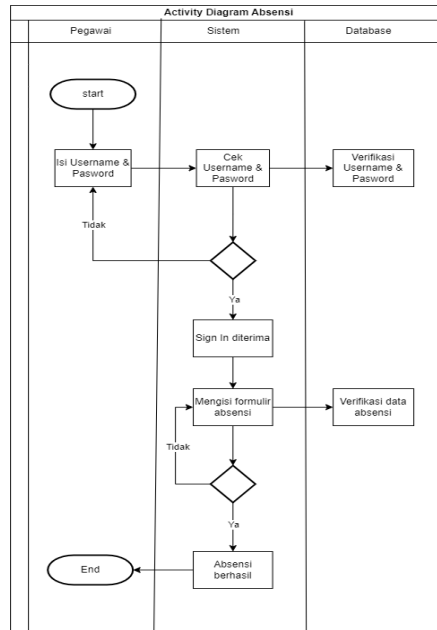 Activity Diagram Absensi
Pegawai
Sistem
Database
start
Isi Username &
Pasword
Cek
Username &
Pasword
Verifikasi
Username &
Pasword
Tidak
Ya
Sign In diterima
Mengisi formulir
absensi
Verifikasi data
absensi
Tidak
Ya
Absensi
berhasil
End